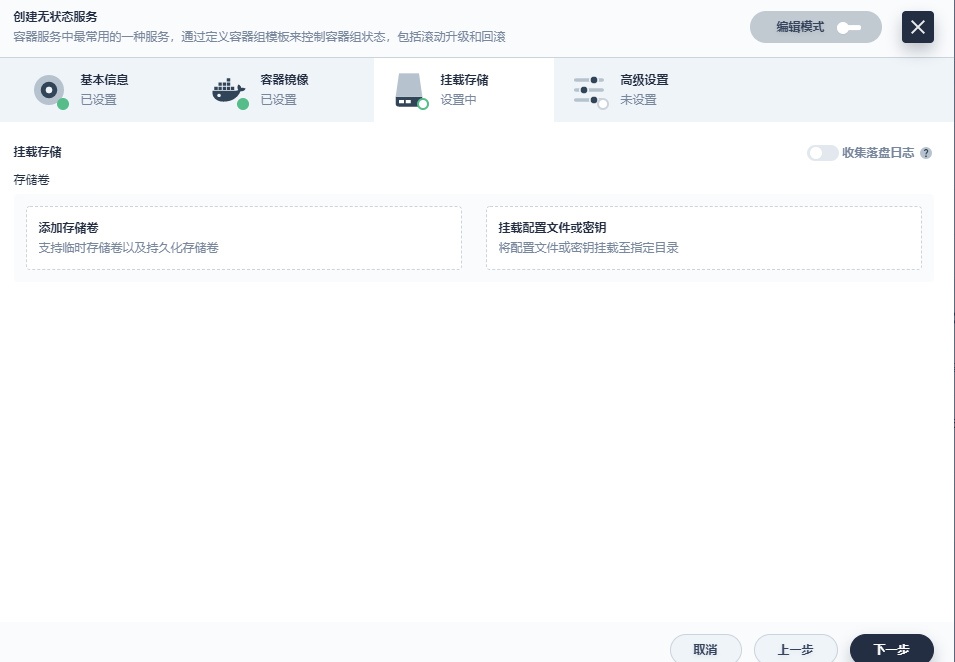 创建无状态服务
容器服务中最常用的一种服务，通过定义容器组模板来控制容器组状态，包括滚动升级和回滚
编辑模式
基本信息
已设置
容器镜像
已设置
挂载存储
设置中
高级设置
未设置
挂载存储
收集落盘日志 ?
存储卷
添加存储卷
支持临时存储卷以及持久化存储卷
挂载配置文件或密钥
将配置文件或密钥挂载至指定目录
取消
上一步
下一步